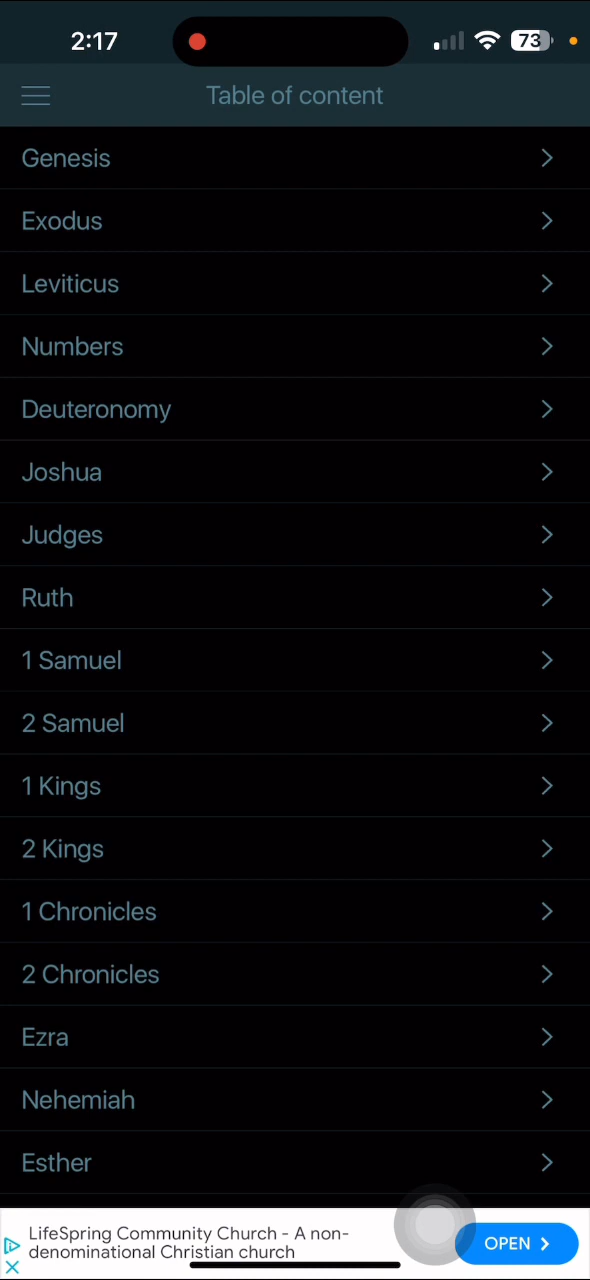 2:17
73
Table of content
Genesis
Exodus
Leviticus
Numbers
Deuteronomy
Joshua
Judges
Ruth
1 Samuel
2 Samuel
1 Kings
2 Kings
1 Chronicles
2 Chronicles
Ezra
Nehemiah
Esther
LifeSpring Community Church - A non-
denominational Christian church
OPEN